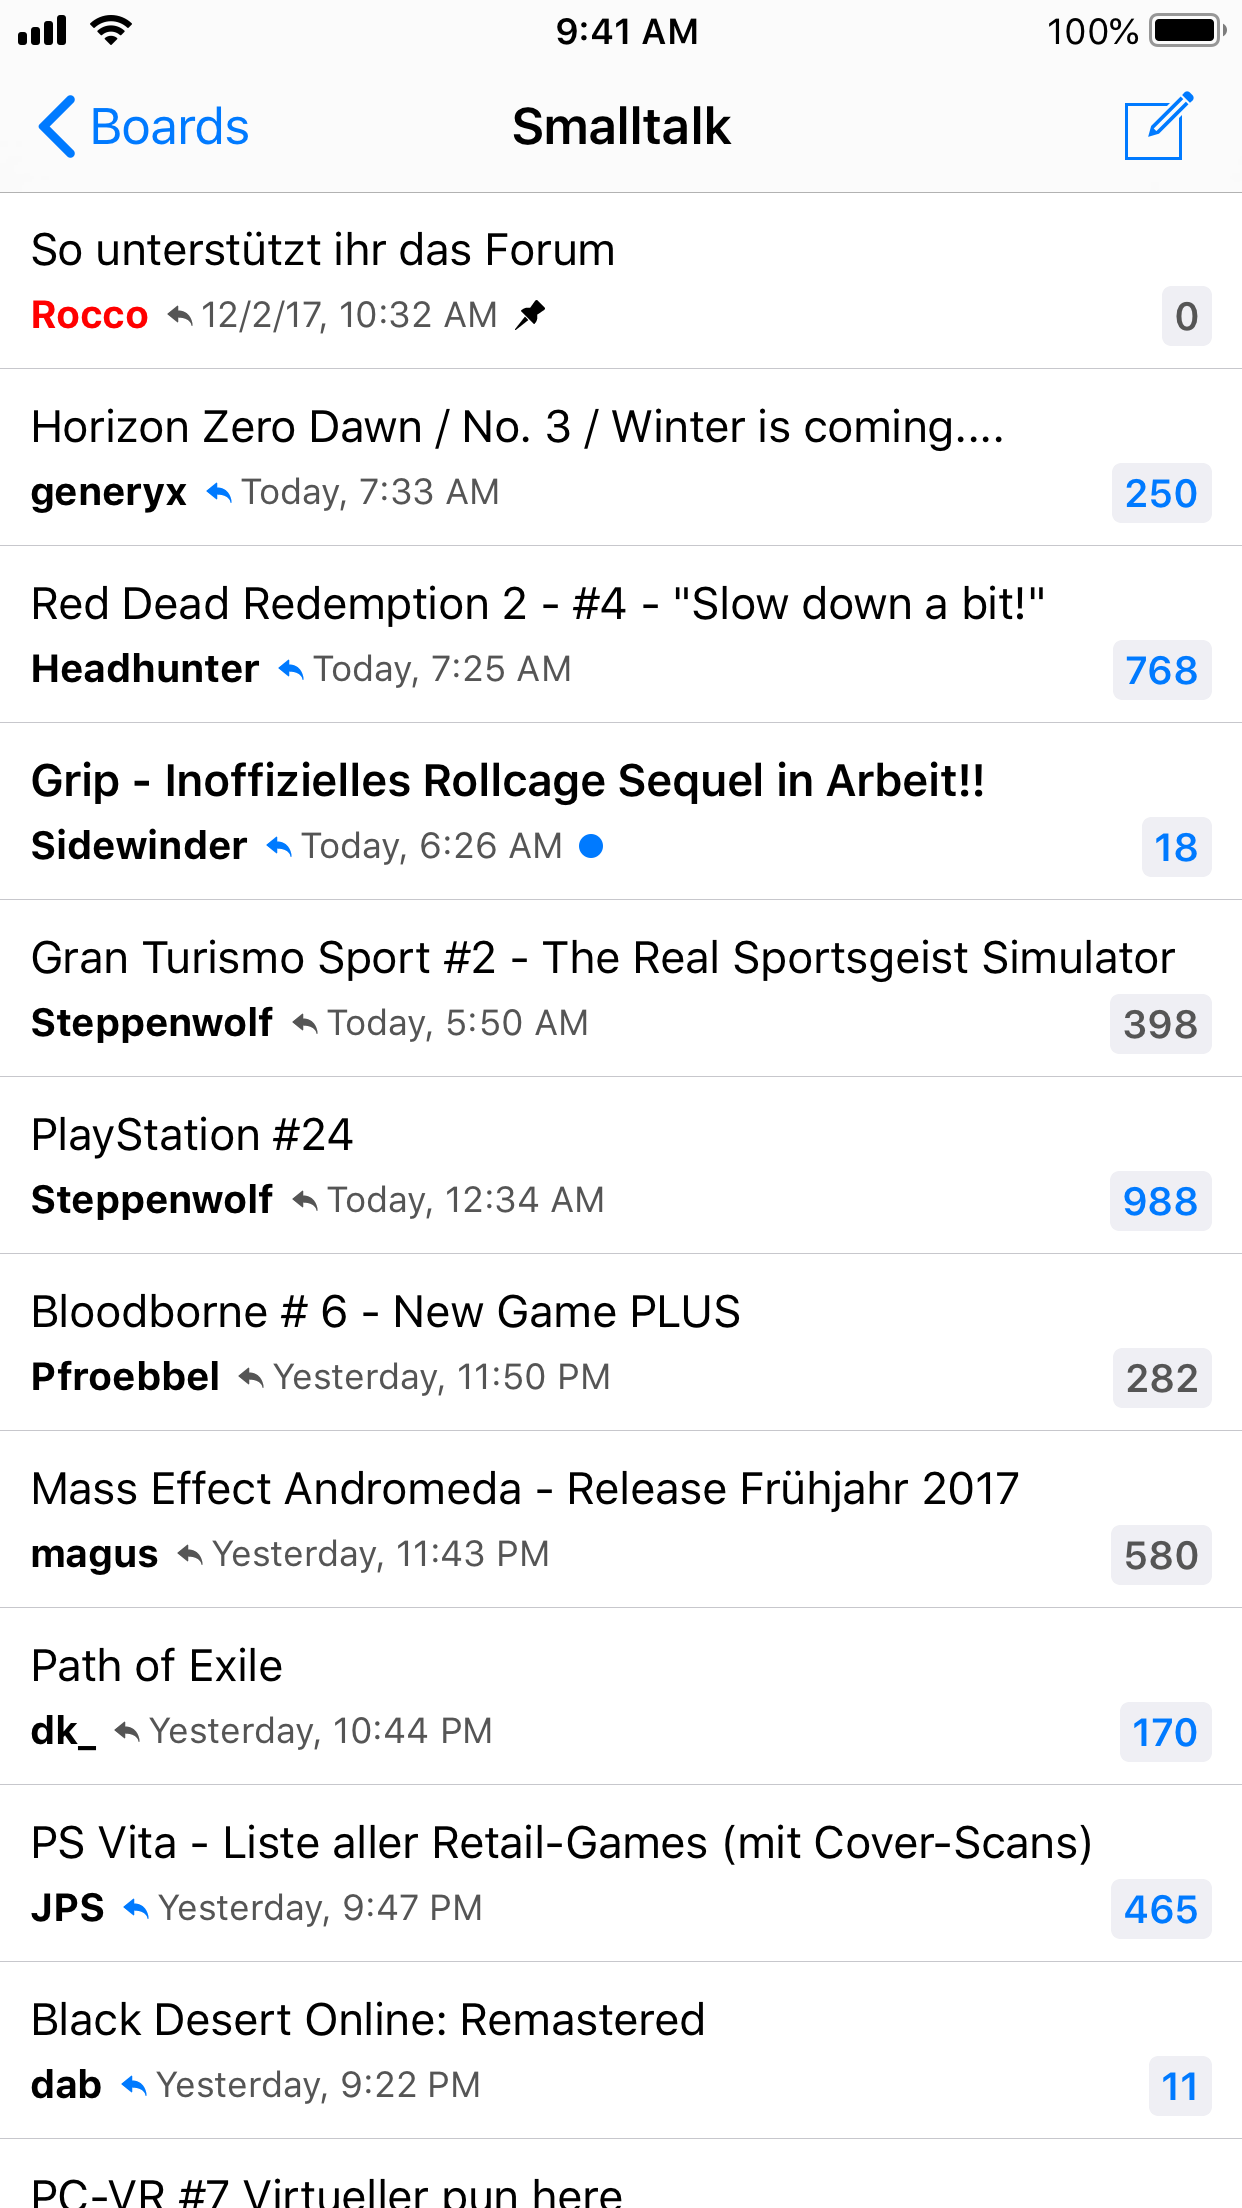 9:41 AM 100%
Boards Smalltalk
So unterstützt ihr das Forum
Rocco 12/2/17, 10:32 AM 0
Horizon Zero Dawn / No. 3 / Winter is coming....
generyx Today, 7:33 AM 250
Red Dead Redemption 2 - #4 - "Slow down a bit!"
Headhunter Today, 7:25 AM 768
Grip - Inoffizielles Rollcage Sequel in Arbeit!!
Sidewinder Today, 6:26 AM 18
Gran Turismo Sport #2 - The Real Sportsgeist Simulator
Steppenwolf Today, 5:50 AM 398
PlayStation #24
Steppenwolf Today, 12:34 AM 988
Bloodborne # 6 - New Game PLUS
Pfroebbel Yesterday, 11:50 PM 282
Mass Effect Andromeda - Release Frühjahr 2017
magus Yesterday, 11:43 PM 580
Path of Exile
dk_ Yesterday, 10:44 PM 170
PS Vita - Liste aller Retail-Games (mit Cover-Scans)
JPS Yesterday, 9:47 PM 465
Black Desert Online: Remastered
dab Yesterday, 9:22 PM 11
PC-VR #7 Virtueller pun here